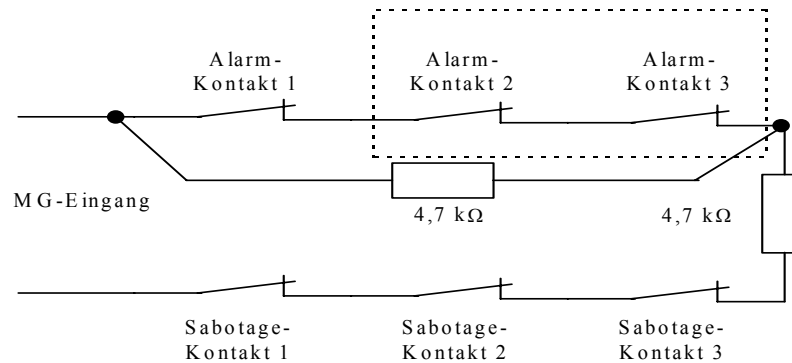 Alarm-
Kontakt 1
Alarm-
Kontakt 2
Alarm-
Kontakt 3
MG-Eingang
4,7 kΩ
4,7 kΩ
Sabotage-
Kontakt 1
Sabotage-
Kontakt 2
Sabotage-
Kontakt 3